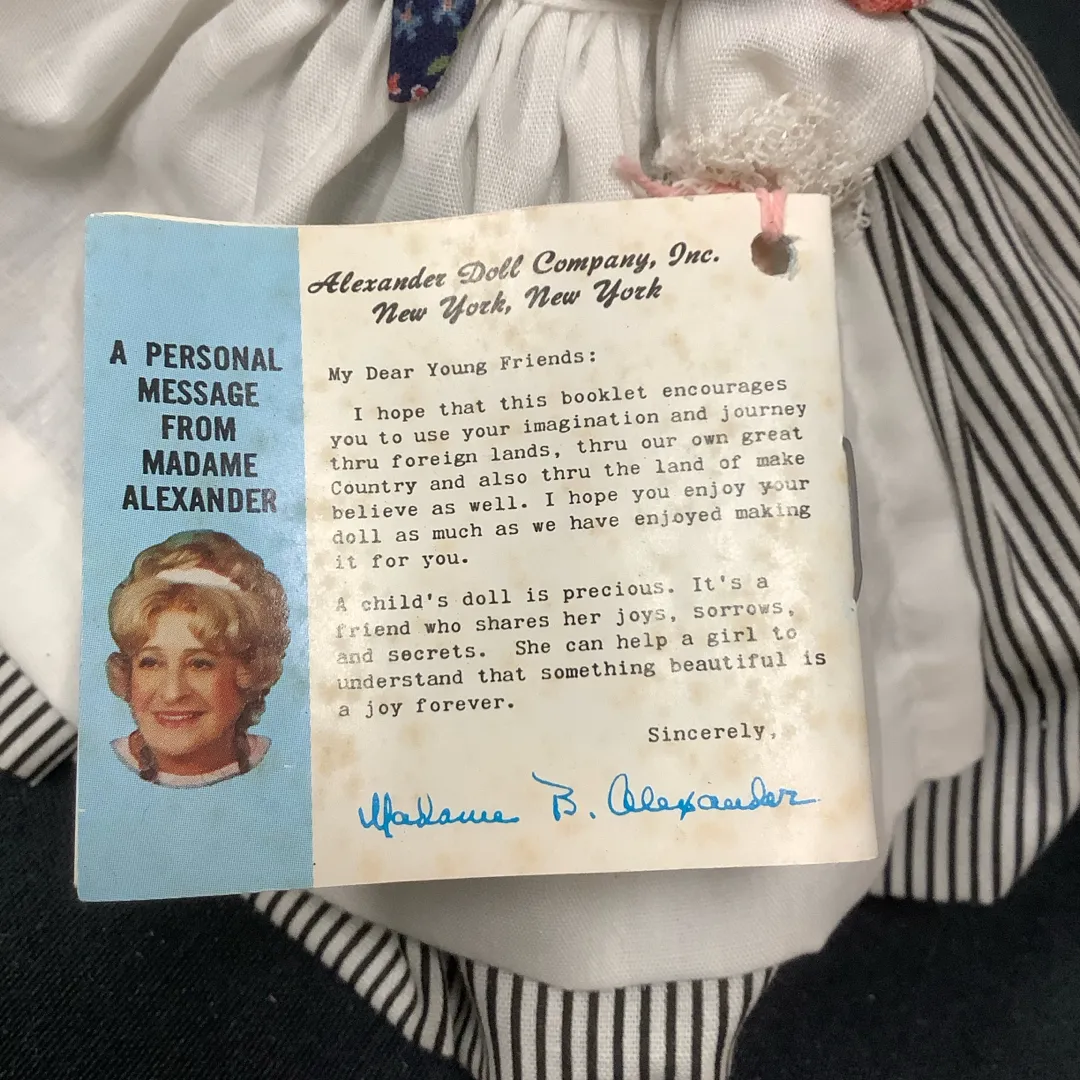 A PERSONAL
MESSAGE
FROM
MADAME
ALEXANDER
Alexander Doll Company, Inc.
New York, New York
My Dear Young Friends:
I hope that this booklet encourages
you to use your imagination and journey
thru foreign lands, thru our own great
Country and also thru the land of make
believe as well. I hope you enjoy your
doll as much as we have enjoyed making
it for you.
A child's doll is precious. It's a
friend who shares her joys, sorrows,
and secrets. She can help a girl to
understand that something beautiful is
a joy forever.
Sincerely,
Madame B. Alexander